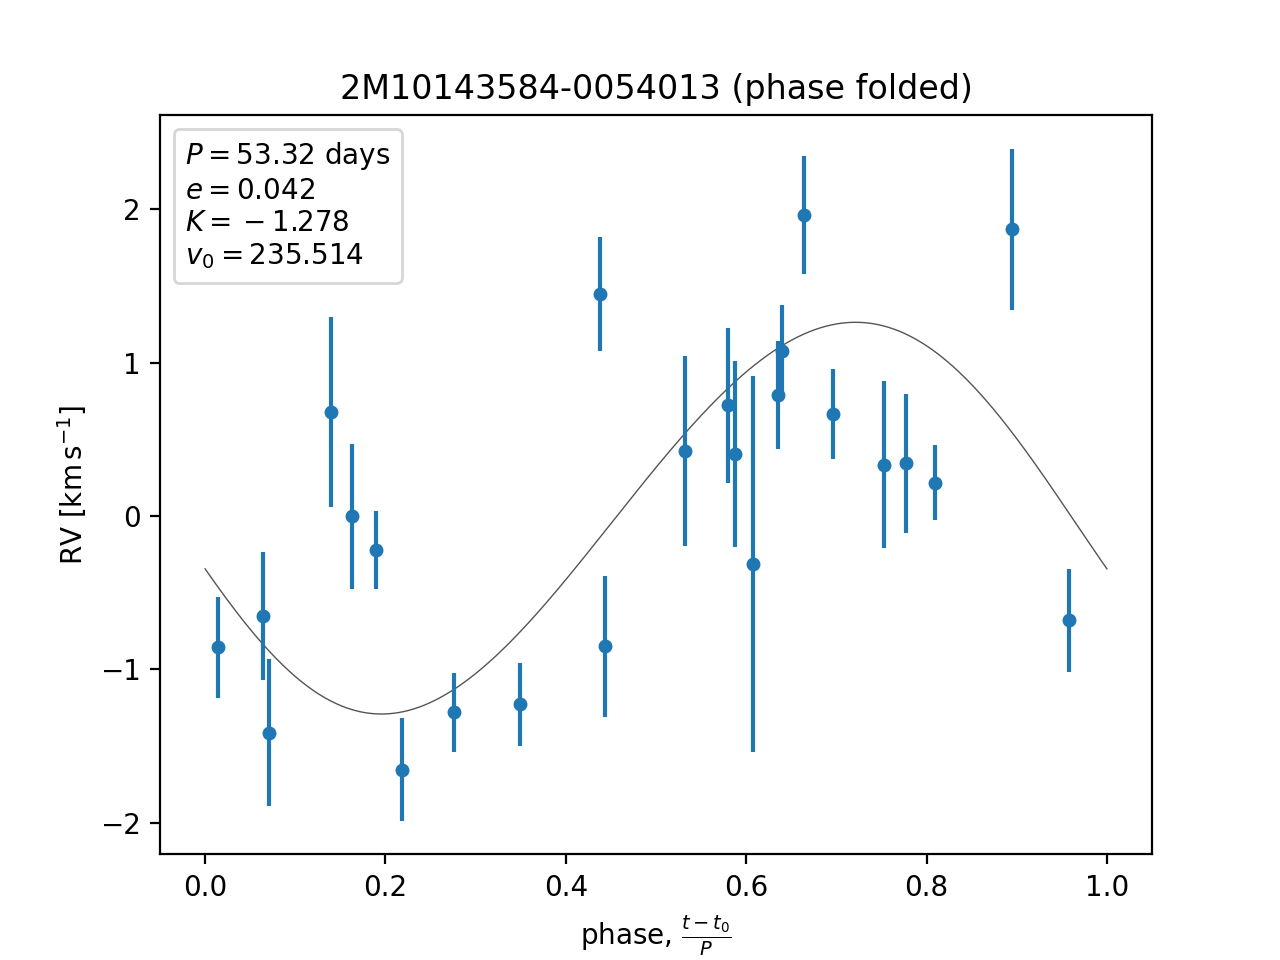 2M10143584-0054013 (phase folded)
P = 53.32 days
e = 0.042
K = −1.278
v₀ = 235.514
RV [km s⁻¹]
2
1
0
−1
−2
0.0 0.2 0.4 0.6 0.8 1.0
phase, (t − t₀)/P